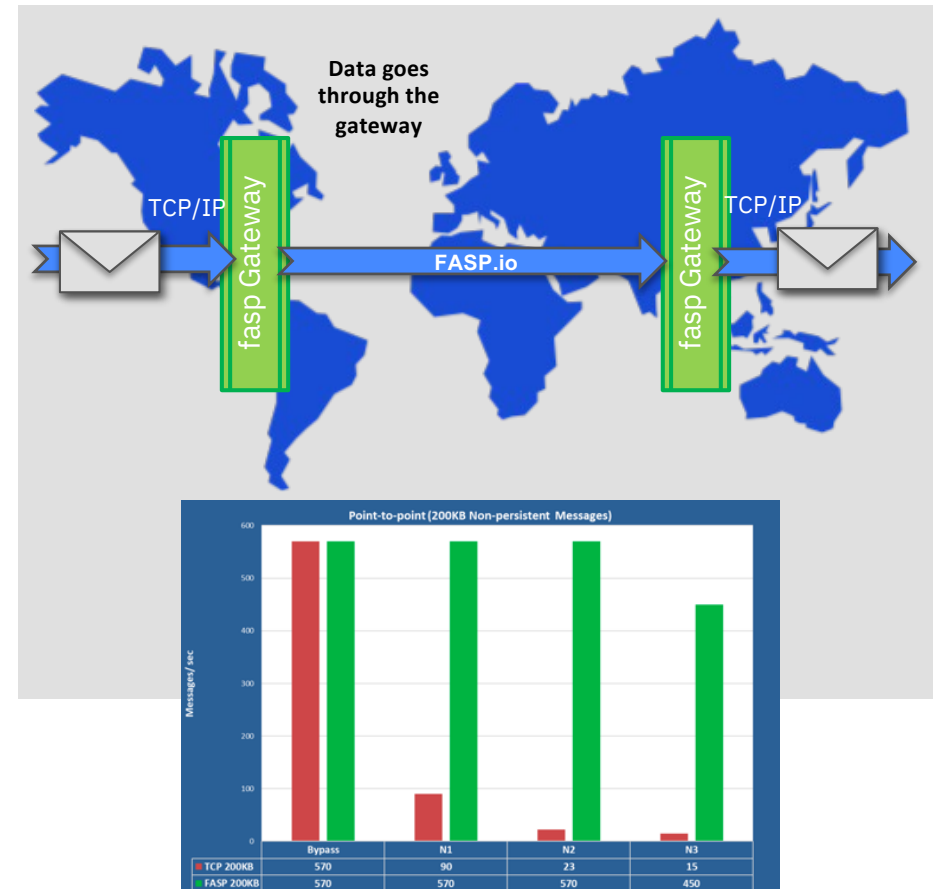 Data goes
through the
gateway
TCP/IP
fasp Gateway
FASP.io
fasp Gateway
TCP/IP
Point-to-point (200KB Non-persistent Messages)
Messages/ sec
600
500
400
300
200
100
0
Bypass N1 N2 N3
TCP 200KB 570 90 23 15
FASP 200KB 570 570 570 450